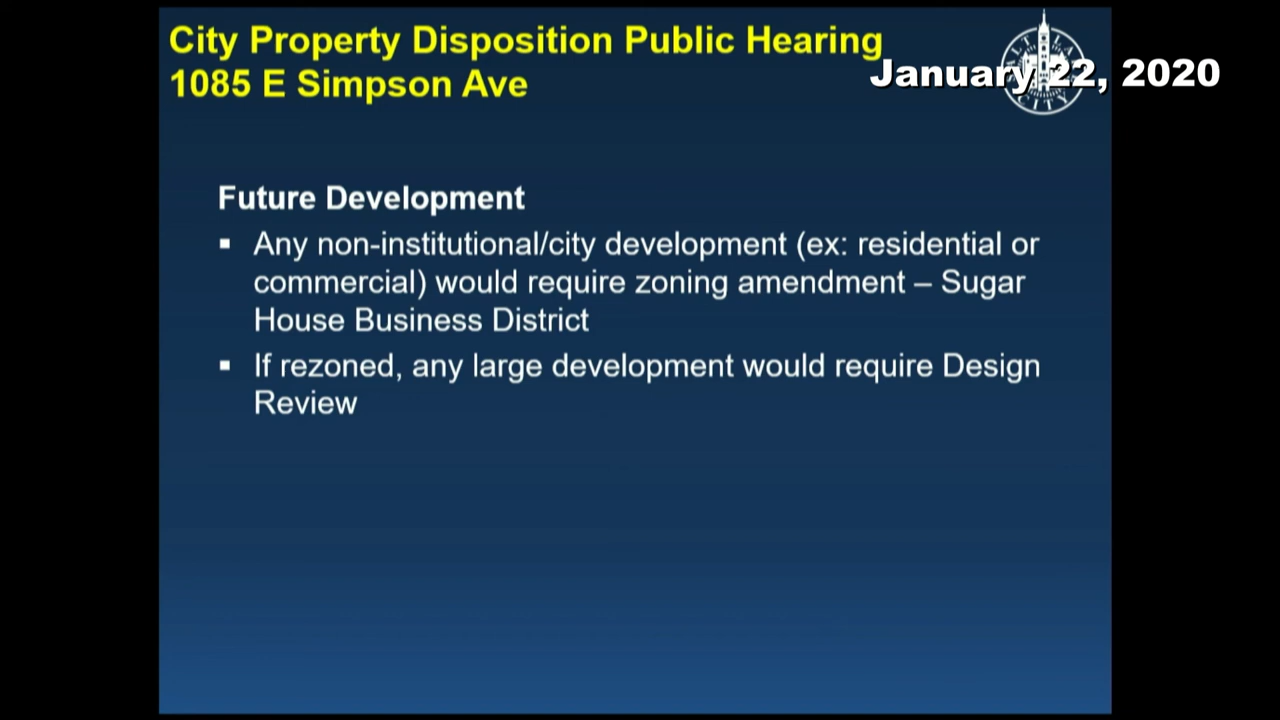 City Property Disposition Public Hearing
1085 E Simpson Ave
January 22, 2020
CITY
Future Development
▪ Any non-institutional/city development (ex: residential or
commercial) would require zoning amendment – Sugar
House Business District
▪ If rezoned, any large development would require Design
Review